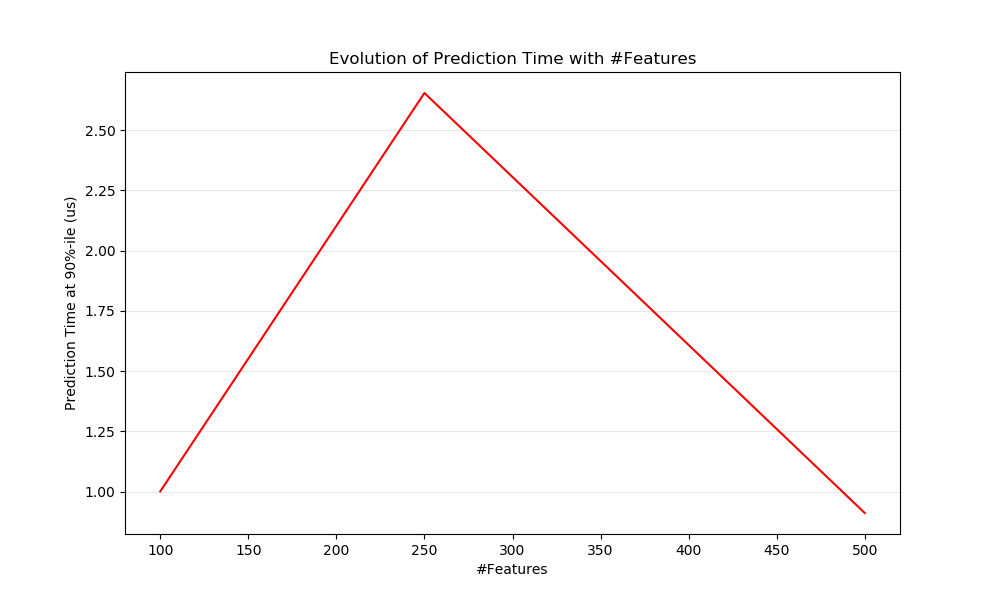 Evolution of Prediction Time with #Features
Prediction Time at 90%-ile (us)
2.50
2.25
2.00
1.75
1.50
1.25
1.00
100 150 200 250 300 350 400 450 500
#Features